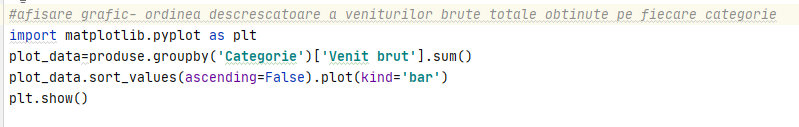 #afisare grafic- ordinea descrescatoare a veniturilor brute totale obtinute pe fiecare categorie
import matplotlib.pyplot as plt
plot_data=produse.groupby('Categorie')['Venit brut'].sum()
plot_data.sort_values(ascending=False).plot(kind='bar')
plt.show()